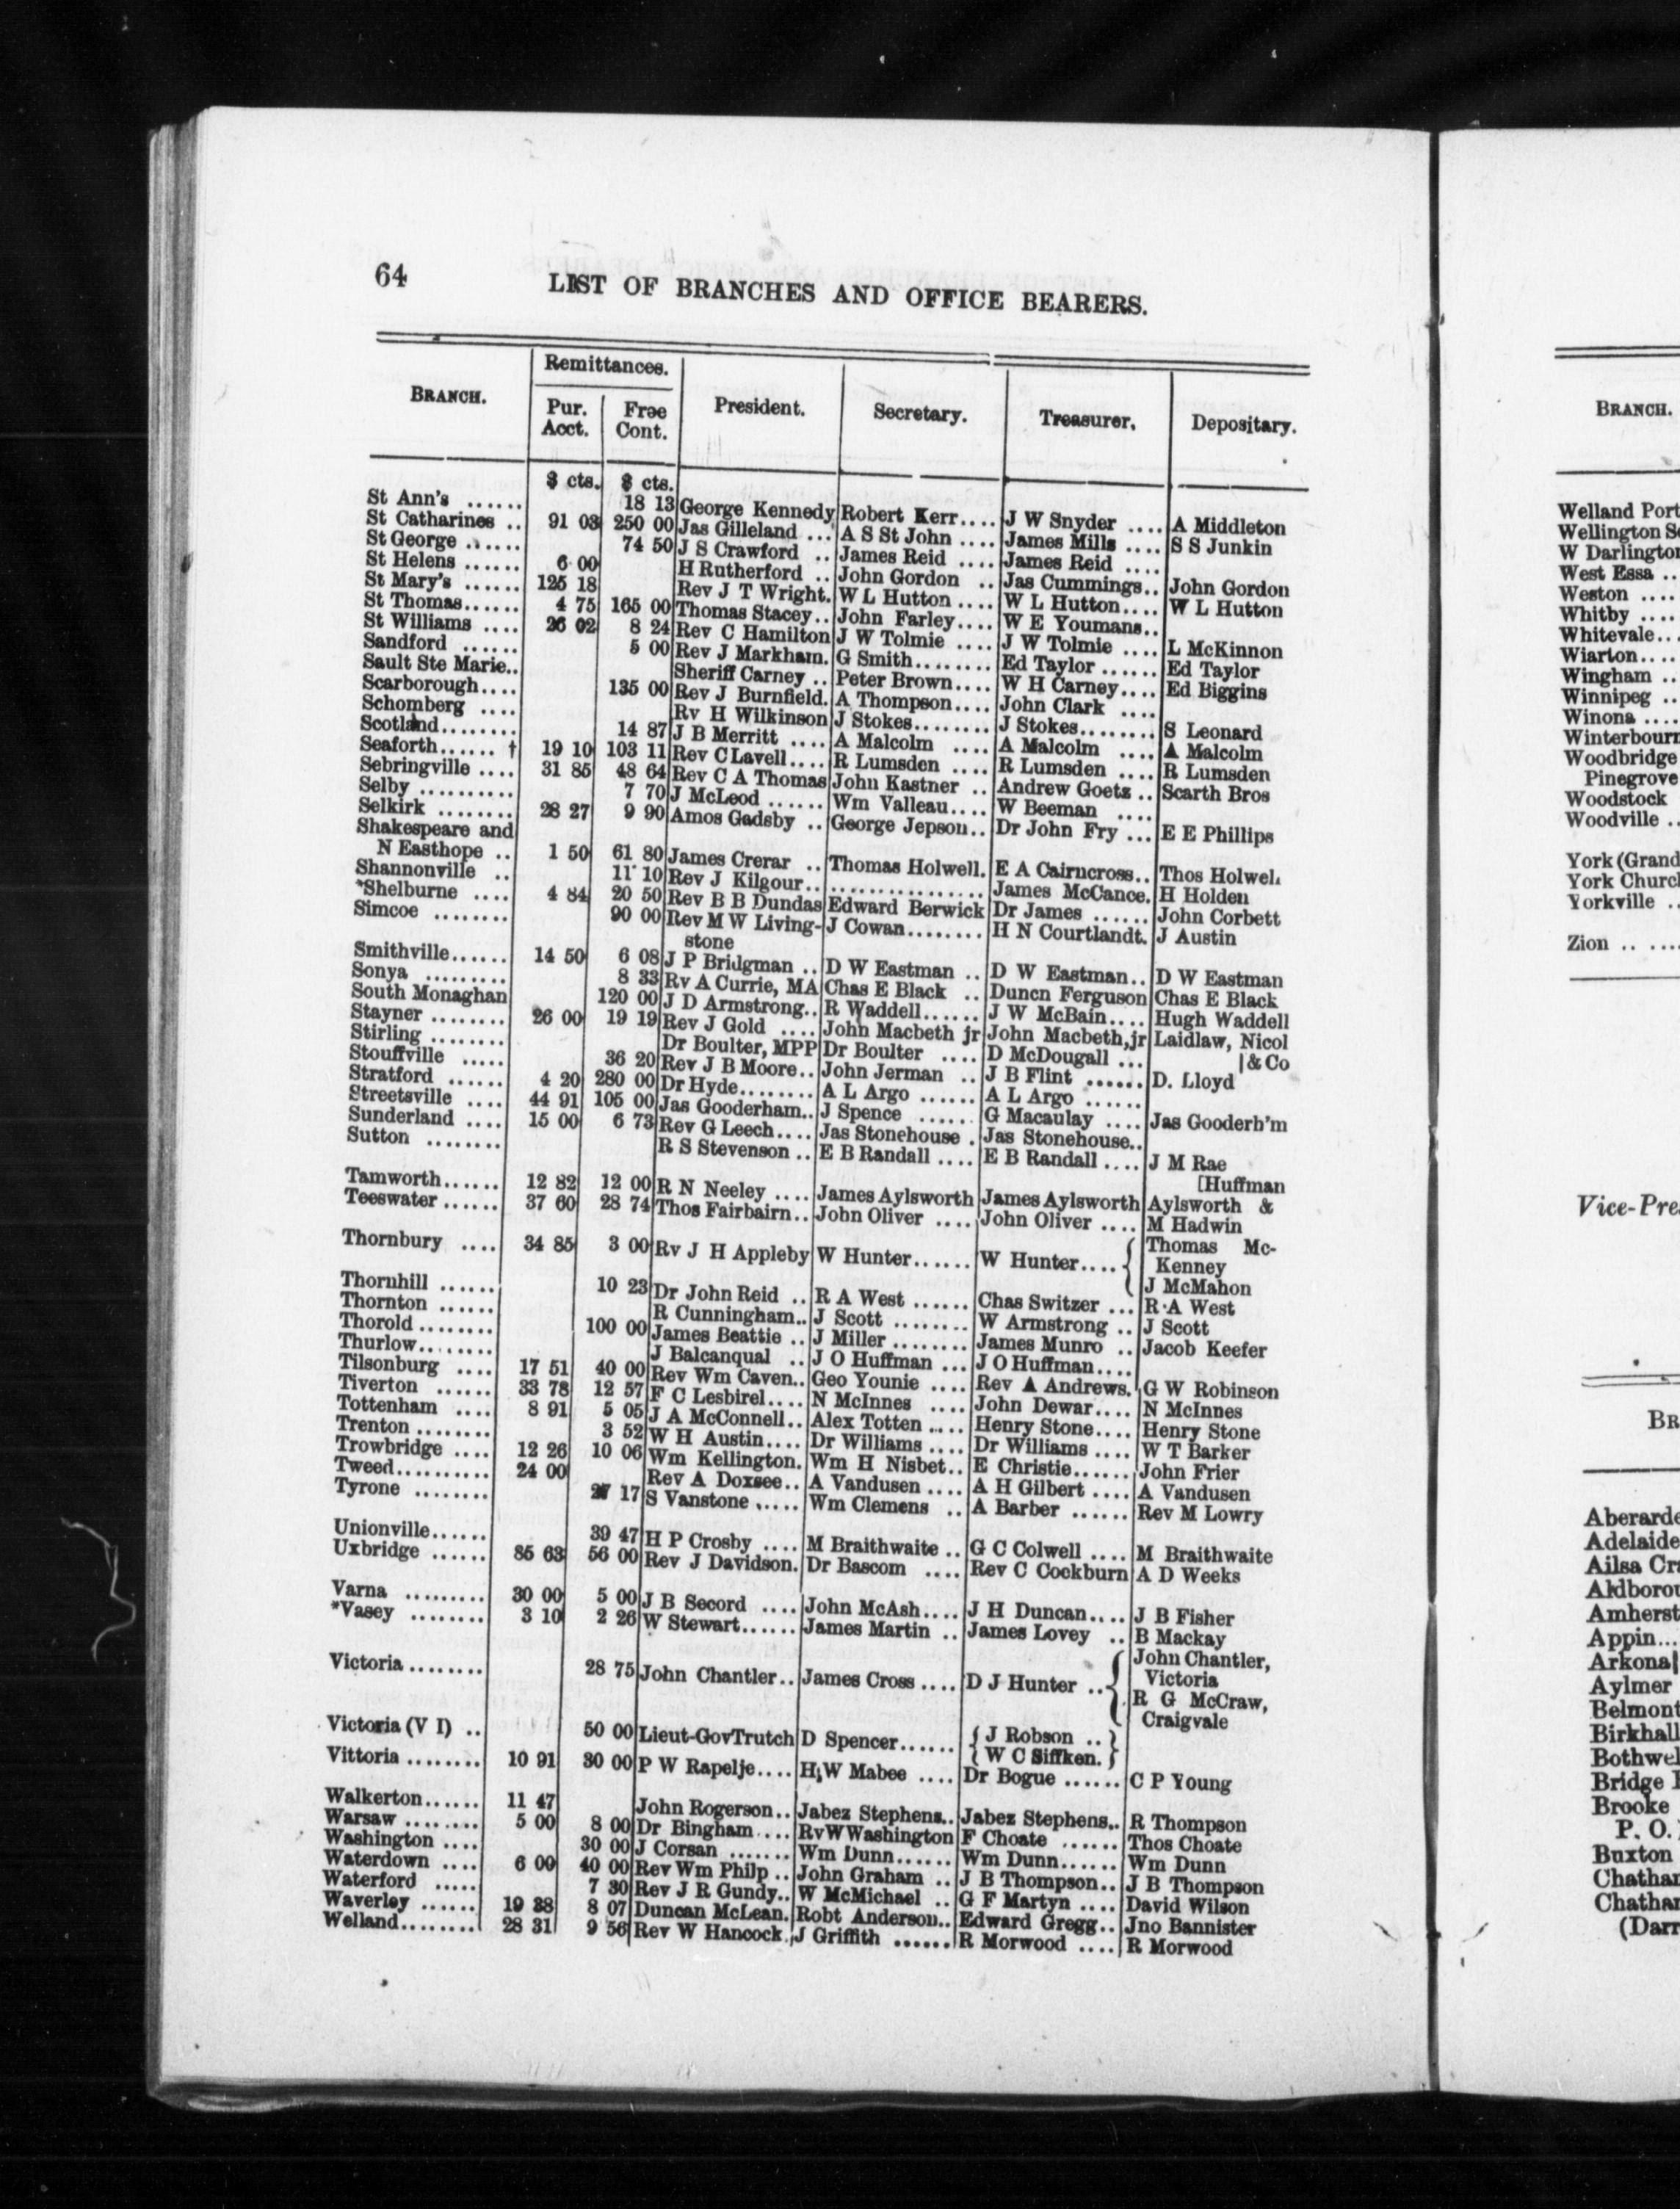 64
LIST OF BRANCHES AND OFFICE BEARERS.
BRANCH. Remittances. President. Secretary. Treasurer. Depositary.
Pur. Acct. Free Cont.
$ cts. $ cts.
St Ann's ...... 18 13 George Kennedy Robert Kerr.... J W Snyder .... A Middleton
St Catharines .. 91 03 250 00 Jas Gilleland ... A S St John .... James Mills .... S S Junkin
St George ...... 74 50 J S Crawford .. James Reid .... James Reid ....
St Helens ...... 6 00 H Rutherford .. John Gordon .. Jas Cummings.. John Gordon
St Mary's ...... 125 18 Rev J T Wright. W L Hutton .... W L Hutton.... W L Hutton
St Thomas...... 4 75 165 00 Thomas Stacey.. John Farley.... W E Youmans..
St Williams .... 26 02 8 24 Rev C Hamilton J W Tolmie .... J W Tolmie .... L McKinnon
Sandford ...... 5 00 Rev J Markham. G Smith........ Ed Taylor ...... Ed Taylor
Sault Ste Marie.. Sheriff Carney .. Peter Brown.... W H Carney.... Ed Biggins
Scarborough.... 135 00 Rev J Burnfield. A Thompson.... John Clark ....
Schomberg .... Rv H Wilkinson J Stokes........ J Stokes........ S Leonard
Scotland........ 14 87 J B Merritt .... A Malcolm .... A Malcolm .... A Malcolm
Seaforth...... † 19 10 103 11 Rev C Lavell.... R Lumsden .... R Lumsden .... R Lumsden
Sebringville .... 31 85 48 64 Rev C A Thomas John Kastner .. Andrew Goetz .. Scarth Bros
Selby .......... 7 70 J McLeod ...... Wm Valleau.... W Beeman ....
Selkirk ........ 28 27 9 90 Amos Gadsby .. George Jepson.. Dr John Fry ... E E Phillips
Shakespeare and
N Easthope .. 1 50 61 80 James Crerar .. Thomas Holwell. E A Cairncross.. Thos Holwel
Shannonville .. 11 10 Rev J Kilgour.. ................ James McCance. H Holden
*Shelburne .... 4 84 20 50 Rev B B Dundas Edward Berwick Dr James ...... John Corbett
Simcoe ........ 90 00 Rev M W Living- J Cowan........ H N Courtlandt. J Austin
stone
Smithville...... 14 50 6 08 J P Bridgman .. D W Eastman .. D W Eastman.. D W Eastman
Sonya ......... 8 33 Rv A Currie, MA Chas E Black .. Duncn Ferguson Chas E Black
South Monaghan 120 00 J D Armstrong.. R Waddell...... J W McBain.... Hugh Waddell
Stayner ........ 26 00 19 19 Rev J Gold .... John Macbeth jr John Macbeth,jr Laidlaw, Nicol
Stirling ........ Dr Boulter, MPP Dr Boulter .... D McDougall ... |& Co
Stouffville ..... 36 20 Rev J B Moore.. John Jerman .. J B Flint ...... D. Lloyd
Stratford ...... 4 20 280 00 Dr Hyde........ A L Argo ...... A L Argo ......
Streetsville .... 44 91 105 00 Jas Gooderham.. J Spence ...... G Macaulay .... Jas Gooderh'm
Sunderland .... 15 00 6 73 Rev G Leech.... Jas Stonehouse . Jas Stonehouse..
Sutton ........ R S Stevenson .. E B Randall .... E B Randall .... J M Rae
[Huffman
Tamworth...... 12 82 12 00 R N Neeley .... James Aylsworth James Aylsworth Aylsworth &
Teeswater ...... 37 60 28 74 Thos Fairbairn.. John Oliver .... John Oliver .... M Hadwin
Thornbury .... 34 85 3 00 Rv J H Appleby W Hunter...... W Hunter.... { Thomas Mc-
Kenney
J McMahon
Thornhill ...... 10 23 Dr John Reid .. R A West ...... Chas Switzer ... R A West
Thornton ...... R Cunningham.. J Scott ........ W Armstrong .. J Scott
Thorold ........ 100 00 James Beattie .. J Miller ........ James Munro .. Jacob Keefer
Thurlow........ J Balcanqual .. J O Huffman ... J O Huffman....
Tilsonburg .... 17 51 40 00 Rev Wm Caven.. Geo Younie .... Rev A Andrews. G W Robinson
Tiverton ...... 33 78 12 57 F C Lesbirel.... N McInnes .... John Dewar.... N McInnes
Tottenham .... 8 91 5 05 J A McConnell.. Alex Totten .... Henry Stone.... Henry Stone
Trenton ........ 3 52 W H Austin.... Dr Williams .... Dr Williams .... W T Barker
Trowbridge .... 12 26 10 06 Wm Kellington. Wm H Nisbet.. E Christie...... John Frier
Tweed.......... 24 00 Rev A Doxsee.. A Vandusen .... A H Gilbert .... A Vandusen
Tyrone ........ 27 17 S Vanstone ..... Wm Clemens .. A Barber ...... Rev M Lowry
Unionville...... 39 47 H P Crosby .... M Braithwaite .. G C Colwell .... M Braithwaite
Uxbridge ...... 85 63 56 00 Rev J Davidson. Dr Bascom .... Rev C Cockburn A D Weeks
Varna ......... 30 00 5 00 J B Secord .... John McAsh.... J H Duncan.... J B Fisher
*Vasey ........ 3 10 2 26 W Stewart...... James Martin .. James Lovey .. B Mackay
Victoria ........ 28 75 John Chantler.. James Cross .... D J Hunter .. { John Chantler,
Victoria
R G McCraw,
Craigvale
Victoria (V I) .. 50 00 Lieut-GovTrutch D Spencer...... { J Robson .. }
{ W C Siffken. }
Vittoria ........ 10 91 30 00 P W Rapelje.... H W Mabee .... Dr Bogue ...... C P Young
Walkerton...... 11 47 John Rogerson.. Jabez Stephens.. Jabez Stephens.. R Thompson
Warsaw ........ 5 00 8 00 Dr Bingham .... RvWWashington F Choate ...... Thos Choate
Washington .... 30 00 J Corsan ....... Wm Dunn...... Wm Dunn...... Wm Dunn
Waterdown .... 6 00 40 00 Rev Wm Philp .. John Graham .. J B Thompson.. J B Thompson
Waterford ..... 7 30 Rev J R Gundy.. W McMichael .. G F Martyn .... David Wilson
Waverley ...... 19 38 8 07 Duncan McLean. Robt Anderson.. Edward Gregg.. Jno Bannister
Welland........ 28 31 9 56 Rev W Hancock. J Griffith ...... R Morwood .... R Morwood
BRANCH.
Welland Port
Wellington
W Darlington
West Essa ..
Weston ....
Whitby ....
Whitevale...
Wiarton....
Wingham ..
Winnipeg ..
Winona ....
Winterbourn
Woodbridge
Pinegrove
Woodstock
Woodville ..
York (Grand
York Church
Yorkville ..
Zion .. ....
Vice-Pre
BR
Aberarde
Adelaide
Ailsa Cra
Aldborou
Amherst
Appin...
Arkona
Aylmer
Belmont
Birkhall
Bothwel
Bridge
Brooke
P. O.
Buxton
Chathar
Chathar
(Darr